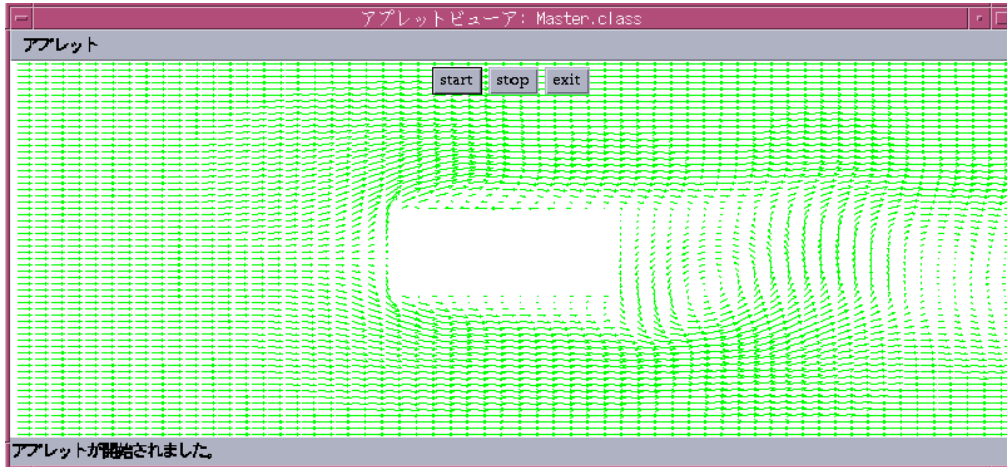 アプレットビューア: Master.class
アプレット
start stop exit
アプレットが開始されました。